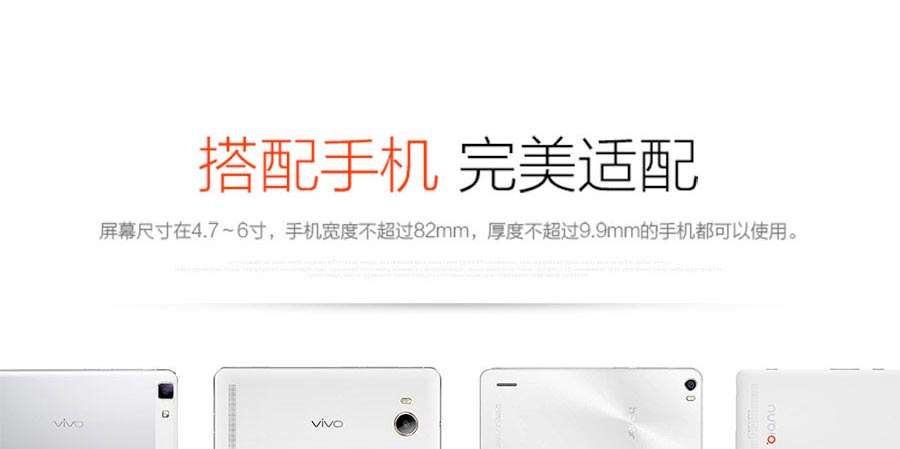 搭配手机 完美适配
屏幕尺寸在4.7~6寸，手机宽度不超过82mm，厚度不超过9.9mm的手机都可以使用。
vivo
vivo
honor
nubia